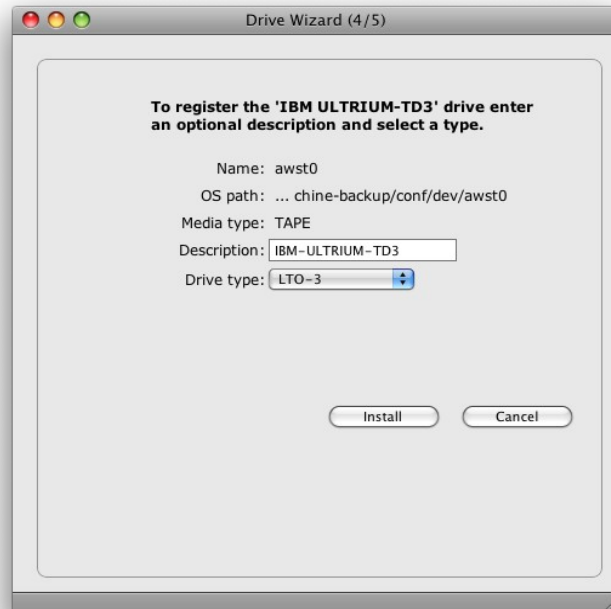 Drive Wizard (4/5)
To register the 'IBM ULTRIUM-TD3' drive enter
an optional description and select a type.
Name: awst0
OS path: ... chine-backup/conf/dev/awst0
Media type: TAPE
Description: IBM-ULTRIUM-TD3
Drive type: LTO-3
Install Cancel